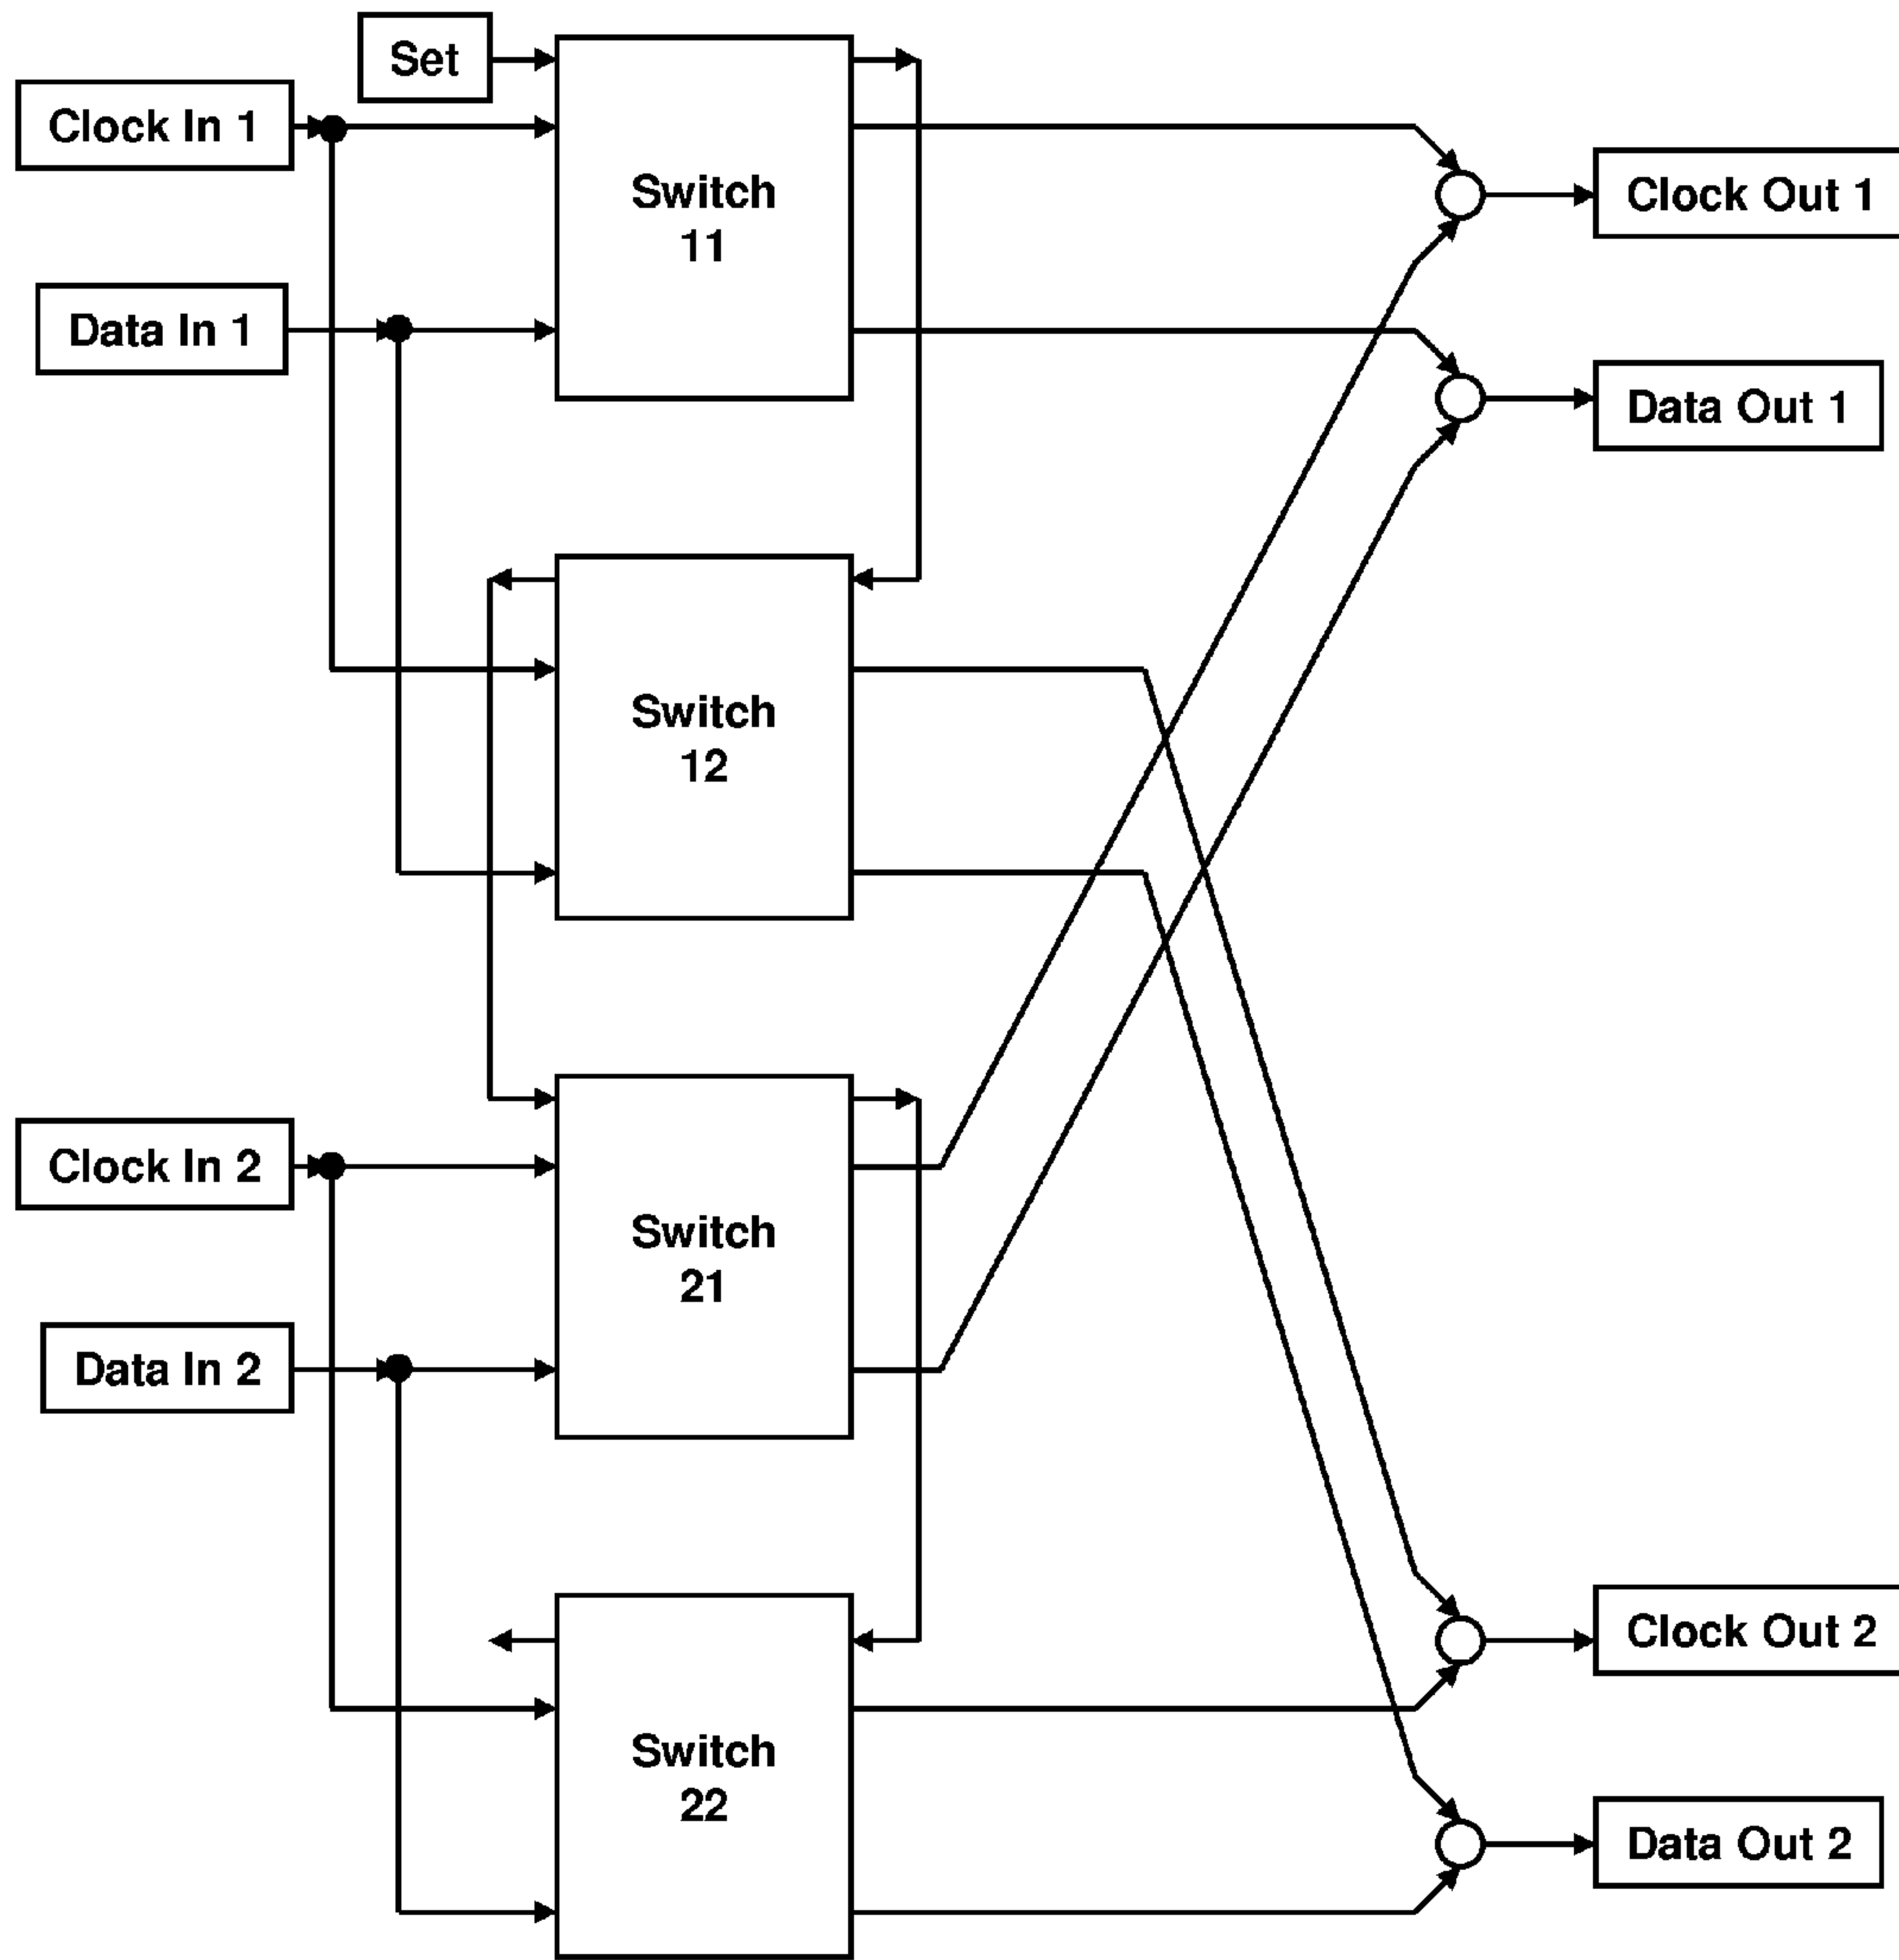 Set
Clock In 1
Data In 1
Switch
11
Clock Out 1
Data Out 1
Switch
12
Clock In 2
Data In 2
Switch
21
Switch
22
Clock Out 2
Data Out 2